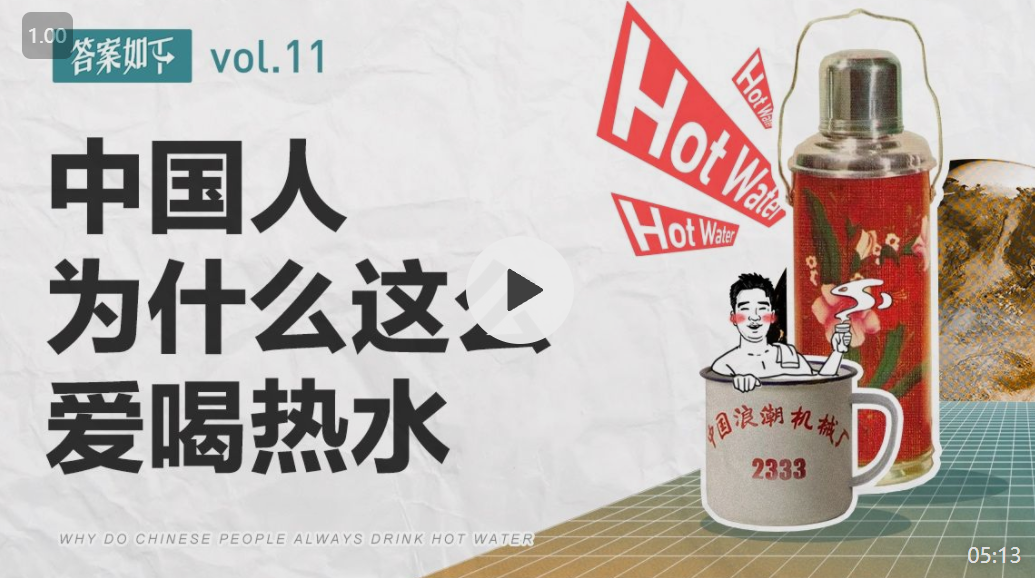 1.00
答案如下 vol.11
中国人
为什么这么
爱喝热水
WHY DO CHINESE PEOPLE ALWAYS DRINK HOT WATER
Hot Water
Hot Water
Hot Water
中国浪潮机械厂
2333
05:13